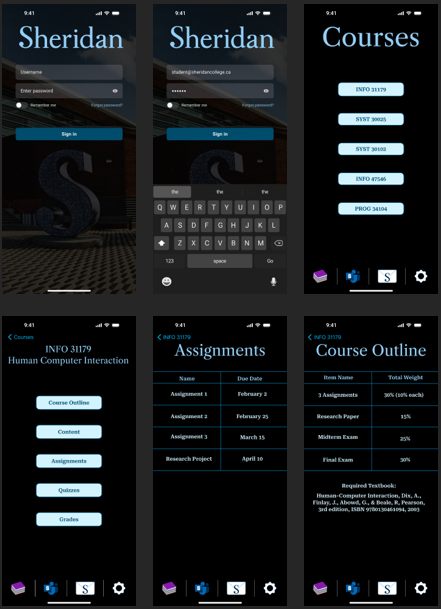 9:41
Sheridan
Username
Enter password
Remember me
Forgot password?
Sign in
S
9:41
Sheridan
student@sheridancollege.ca
••••••
Remember me
Forgot password?
Sign in
the the the
Q W E R T Y U I O P
A S D F G H J K L
Z X C V B N M
123 space Go
9:41
Courses
INFO 31179
SYST 30025
SYST 30102
INFO 47546
PROG 34104
S
9:41
Courses
INFO 31179
Human Computer Interaction
Course Outline
Content
Assignments
Quizzes
Grades
S
9:41
INFO 31179
Assignments
Name Due Date
Assignment 1 February 2
Assignment 2 February 25
Assignment 3 March 15
Research Project April 10
S
9:41
INFO 31179
Course Outline
Item Name Total Weight
3 Assignments 30% (10% each)
Research Paper 15%
Midterm Exam 25%
Final Exam 30%
Required Textbook:
Human-Computer Interaction, Dix, A.,
Finlay, J., Abowd, G., & Beale, R, Pearson,
3rd edition, ISBN 9780130461094, 2003
S